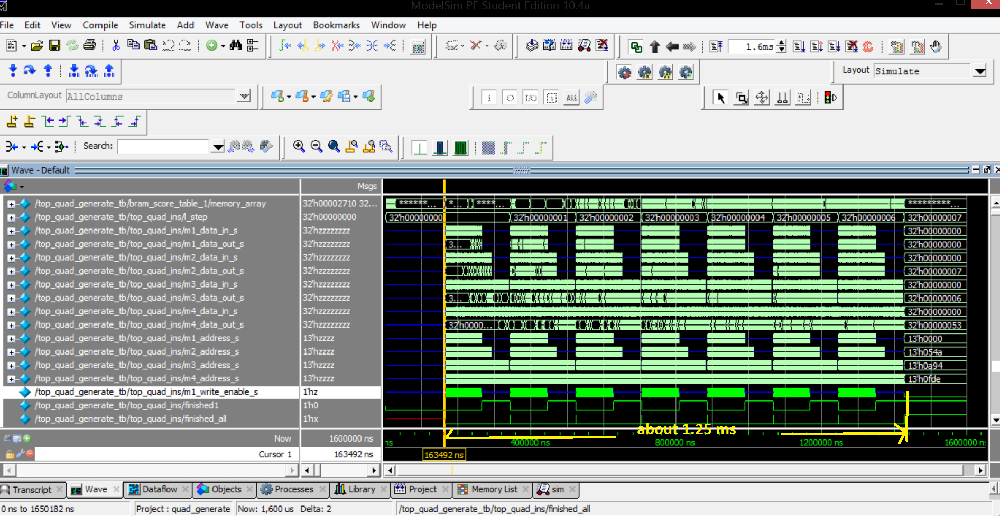 ModelSim PE Student Edition 10.4a
File Edit View Compile Simulate Add Wave Tools Layout Bookmarks Window Help
1.6ms
Layout Simulate
ColumnLayout AllColumns
Search:
Wave - Default
Msgs
/top_quad_generate_tb/bram_score_table_1/memory_array 32'h00002710 32... ******... *... ****... *********...
/top_quad_generate_tb/top_quad_ins/l_step 32'h00000000 32'h00000000 32'h00000001 32'h00000002 32'h00000003 32'h00000004 32'h00000005 32'h00000006 32'h00000007
/top_quad_generate_tb/top_quad_ins/m1_data_in_s 32'hzzzzzzzz 32'h00000000
/top_quad_generate_tb/top_quad_ins/m1_data_out_s 32'hzzzzzzzz 3... 32'h00000000
/top_quad_generate_tb/top_quad_ins/m2_data_in_s 32'hzzzzzzzz 32'h00000000
/top_quad_generate_tb/top_quad_ins/m2_data_out_s 32'hzzzzzzzz 32'h00000007
/top_quad_generate_tb/top_quad_ins/m3_data_in_s 32'hzzzzzzzz 32'h00000000
/top_quad_generate_tb/top_quad_ins/m3_data_out_s 32'hzzzzzzzz 3... 32'h00000006
/top_quad_generate_tb/top_quad_ins/m4_data_in_s 32'hzzzzzzzz 32'h00000000
/top_quad_generate_tb/top_quad_ins/m4_data_out_s 32'hzzzzzzzz 32'h0000... 32'h00000053
/top_quad_generate_tb/top_quad_ins/m1_address_s 13'hzzzz 13'h0000
/top_quad_generate_tb/top_quad_ins/m2_address_s 13'hzzzz 13'h054a
/top_quad_generate_tb/top_quad_ins/m3_address_s 13'hzzzz 13'h0a94
/top_quad_generate_tb/top_quad_ins/m4_address_s 13'hzzzz 13'h0fde
/top_quad_generate_tb/top_quad_ins/m1_write_enable_s 1'hz
/top_quad_generate_tb/top_quad_ins/finished1 1'h0
/top_quad_generate_tb/top_quad_ins/finished_all 1'hx
about 1.25 ms
Now 1600000 ns ns 400000 ns 800000 ns 1200000 ns 1600000 n
Cursor 1 163492 ns 163492 ns
Transcript Wave Dataflow Objects Processes Library Project Memory List sim
0 ns to 1650182 ns Project : quad_generate Now: 1,600 us Delta: 2 /top_quad_generate_tb/top_quad_ins/finished_all